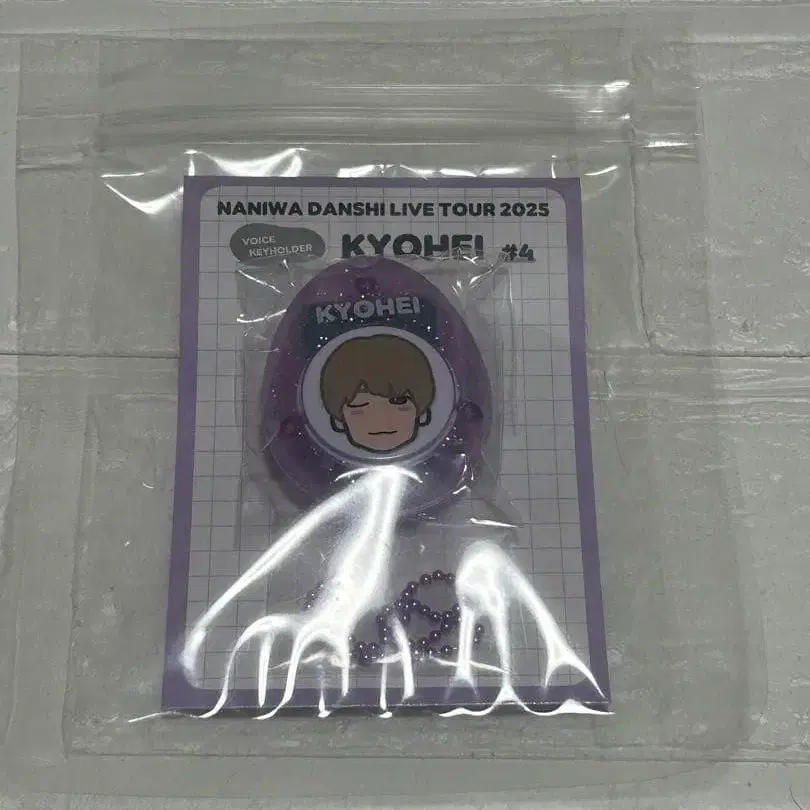 NANIWA DANSHI LIVE TOUR 2025
VOICE
KEYHOLDER
KYOHEI #4
KYOHEI